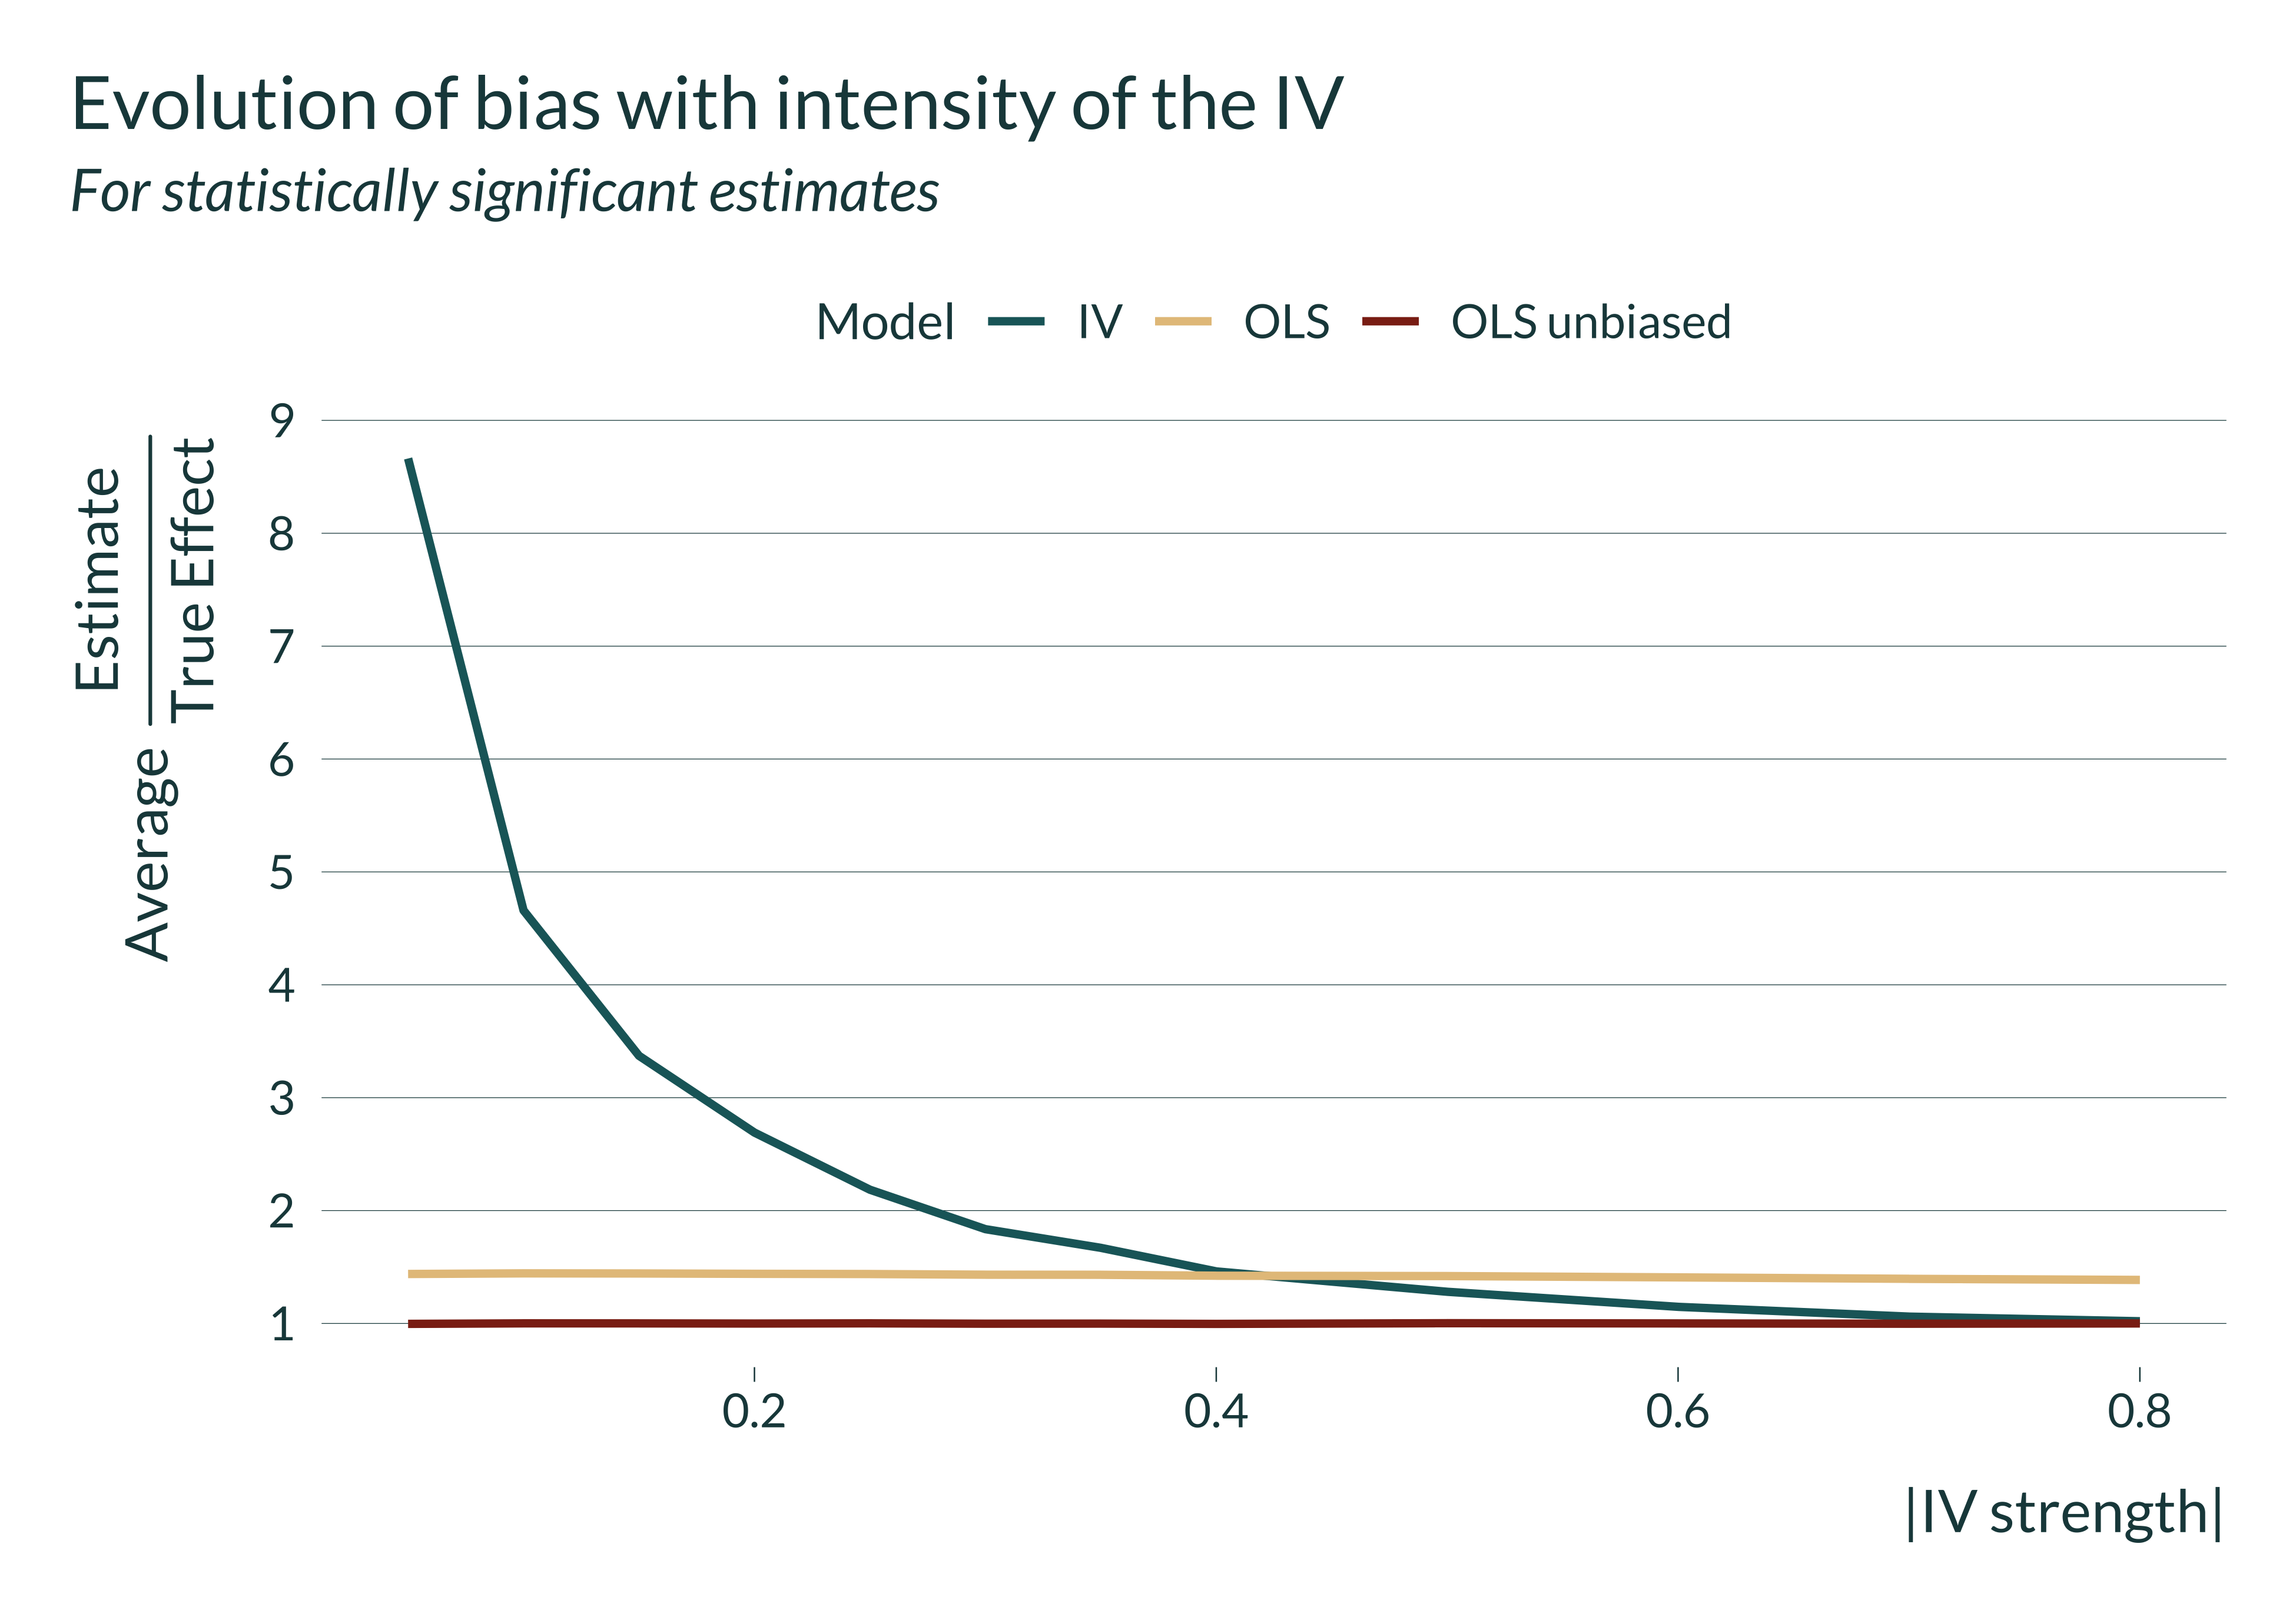 Evolution of bias with intensity of the IV
For statistically significant estimates
Model IV OLS OLS unbiased
Average Estimate
True Effect
9
8
7
6
5
4
3
2
1
0.2 0.4 0.6 0.8
|IV strength|